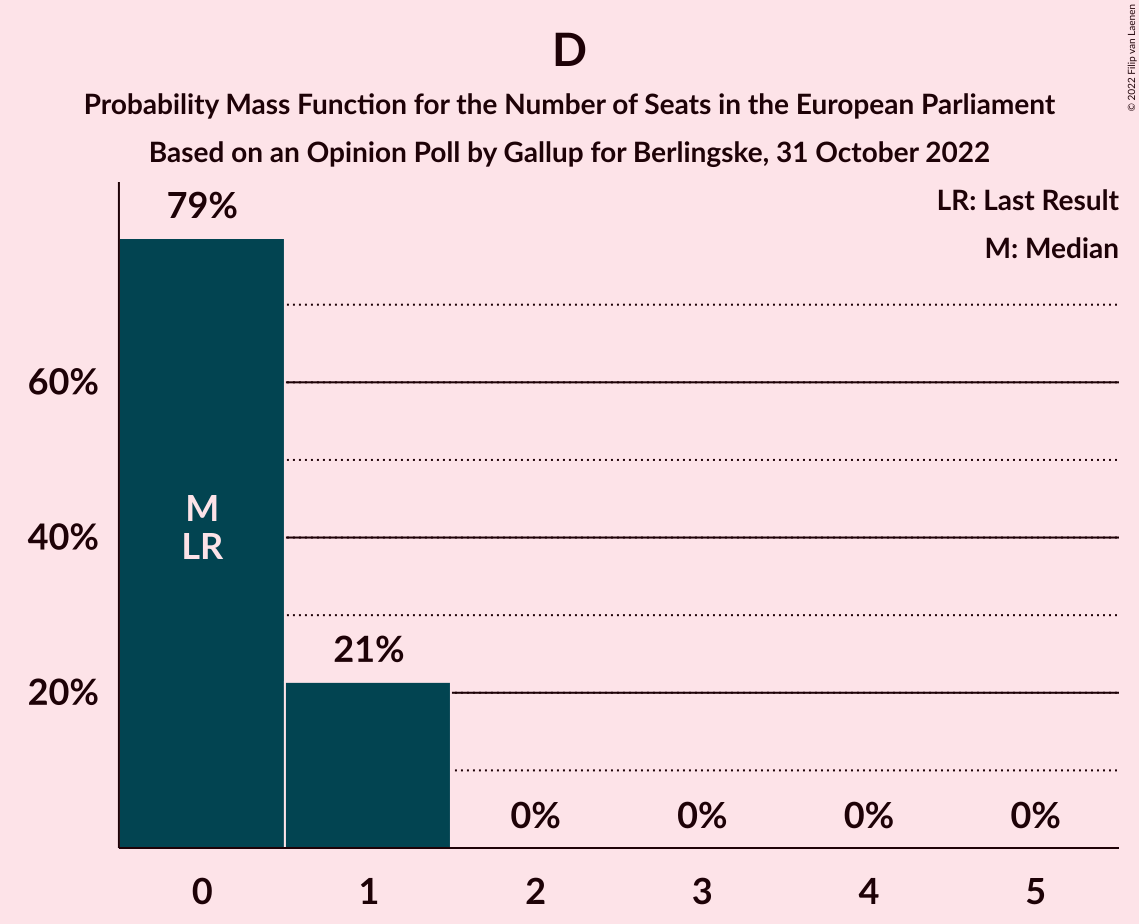 D
Probability Mass Function for the Number of Seats in the European Parliament
Based on an Opinion Poll by Gallup for Berlingske, 31 October 2022
© 2022 Filip van Laenen
LR: Last Result
M: Median
79%
60%
40%
20%
M
LR
21%
0% 0% 0% 0%
0 1 2 3 4 5